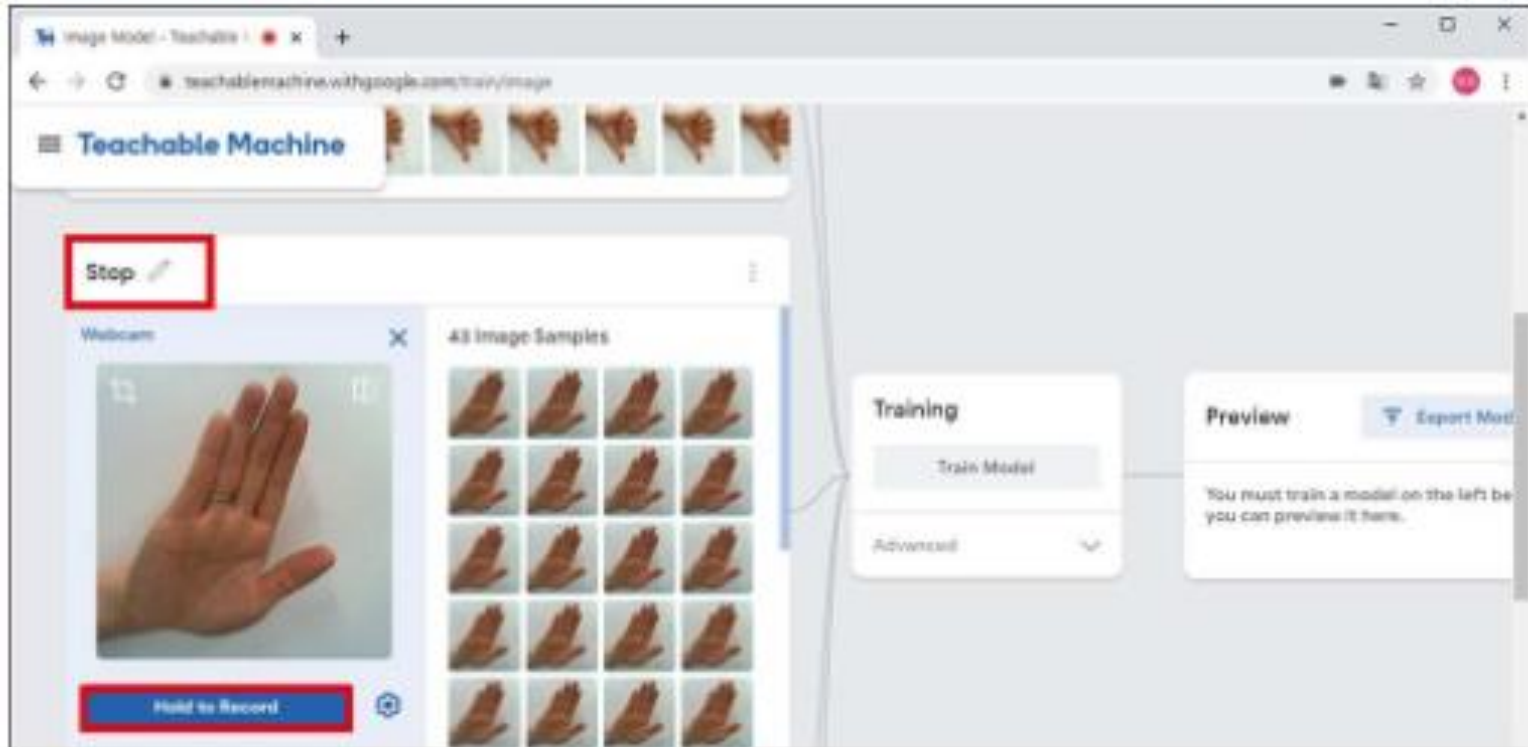 Image Model - Teachable
teachablemachine.withgoogle.com/train/image
Teachable Machine
Stop
Webcam
43 Image Samples
Hold to Record
Training
Train Model
Advanced
Preview
Export Mod
You must train a model on the left be
you can preview it here.